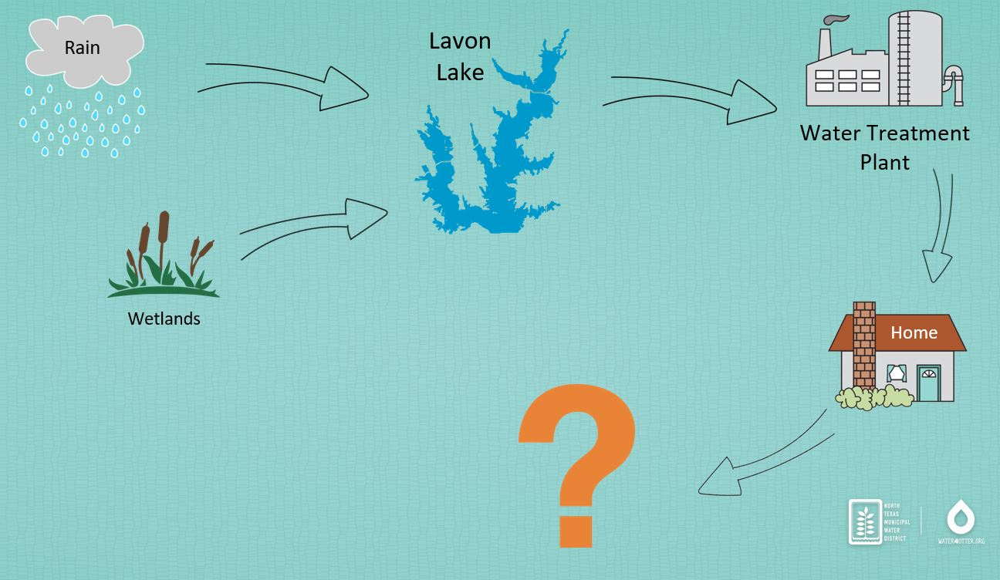 Rain
Lavon
Lake
Water Treatment
Plant
Wetlands
Home
?
NORTH
TEXAS
MUNICIPAL
WATER
DISTRICT
WATER4OTTER.ORG